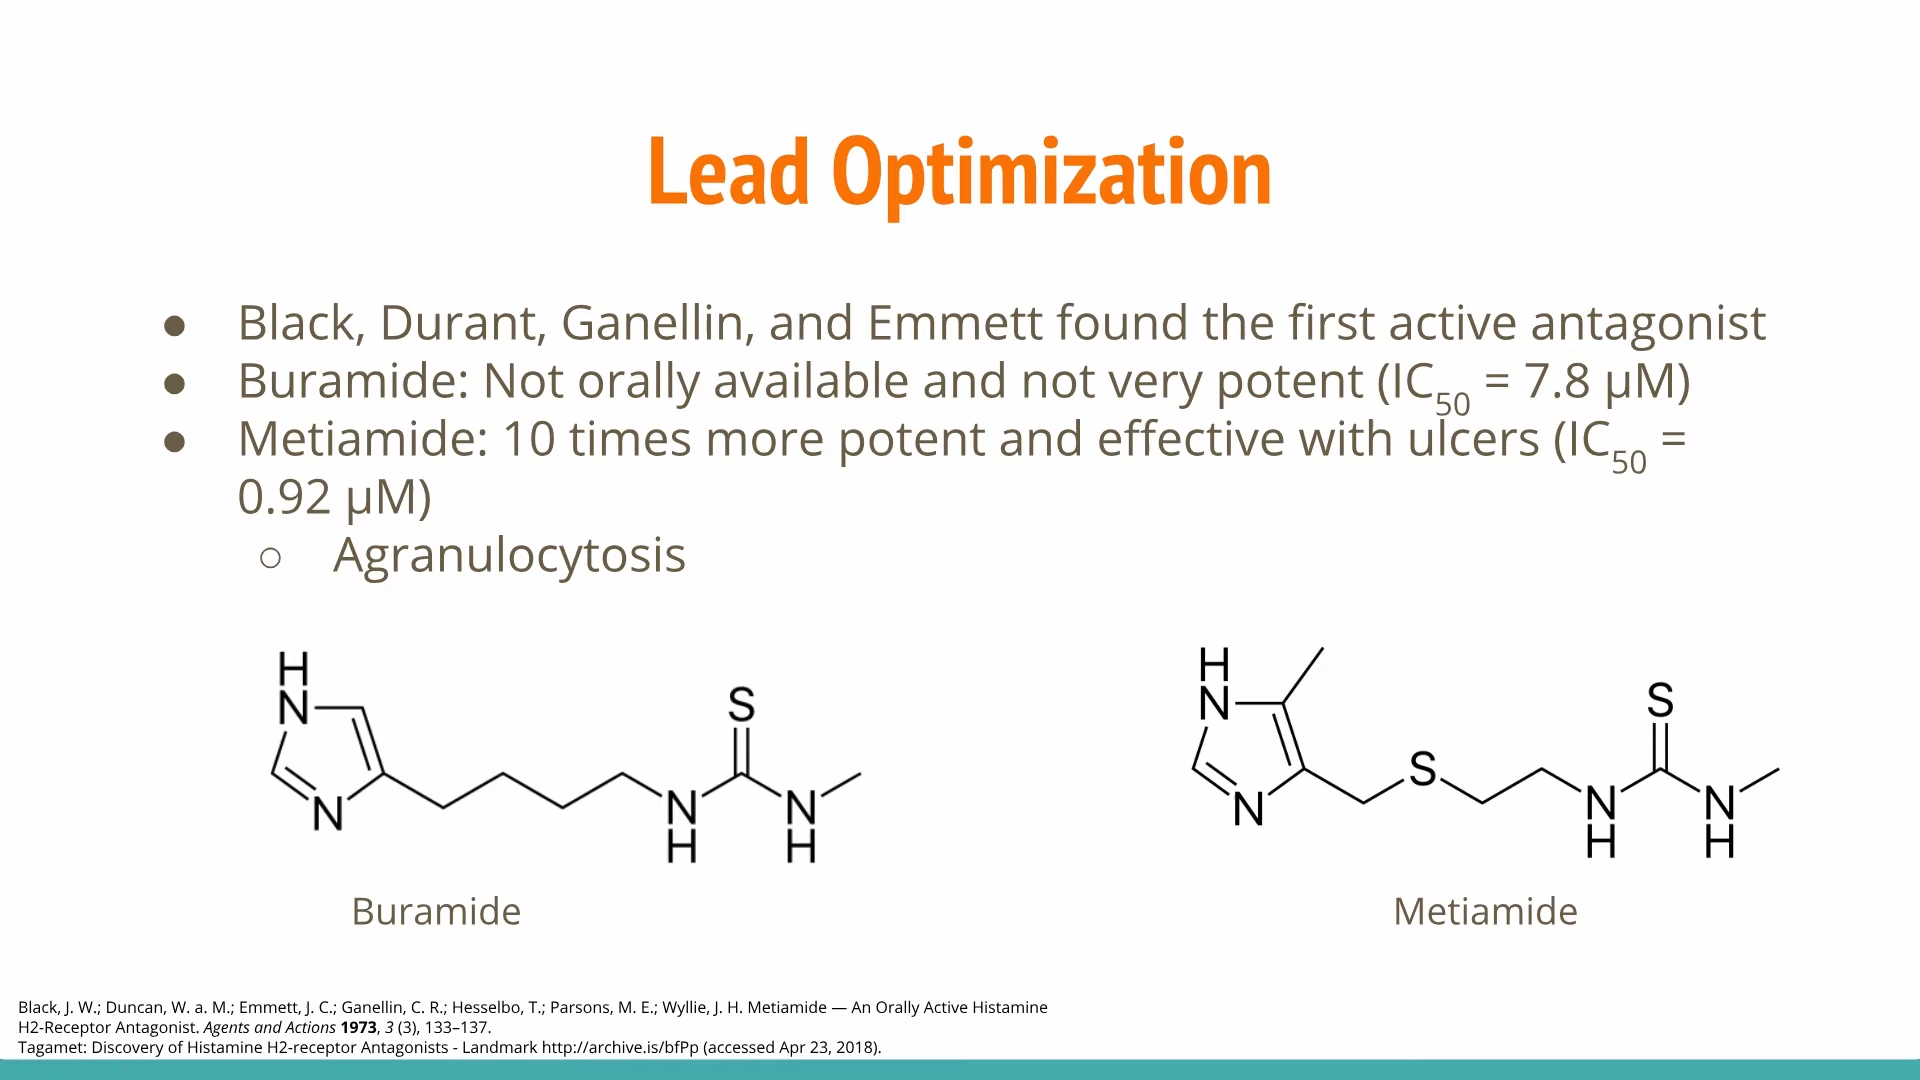 Lead Optimization
● Black, Durant, Ganellin, and Emmett found the first active antagonist
● Buramide: Not orally available and not very potent (IC50 = 7.8 μM)
● Metiamide: 10 times more potent and effective with ulcers (IC50 =
0.92 μM)
○ Agranulocytosis
H
N
N
S
N
H
N
H
H
N
N
S
S
N
H
N
H
Buramide
Metiamide
Black, J. W.; Duncan, W. a. M.; Emmett, J. C.; Ganellin, C. R.; Hesselbo, T.; Parsons, M. E.; Wyllie, J. H. Metiamide — An Orally Active Histamine
H2-Receptor Antagonist. Agents and Actions 1973, 3 (3), 133–137.
Tagamet: Discovery of Histamine H2-receptor Antagonists - Landmark http://archive.is/bfPp (accessed Apr 23, 2018).